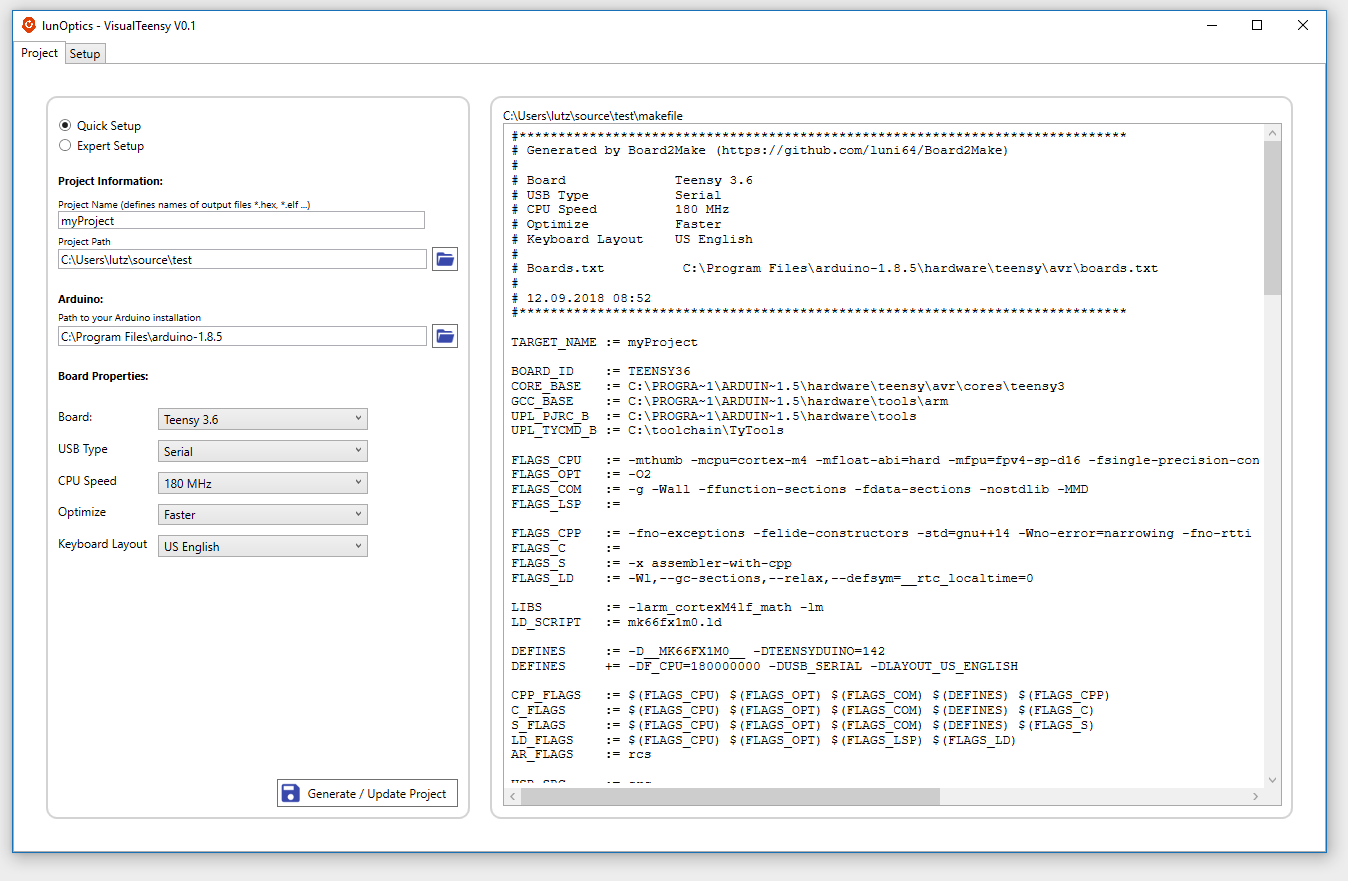 lunOptics - VisualTeensy V0.1
Project Setup
Quick Setup
Expert Setup
Project Information:
Project Name (defines names of output files *.hex, *.elf ...)
myProject
Project Path
C:\Users\lutz\source\test
Arduino:
Path to your Arduino installation
C:\Program Files\arduino-1.8.5
Board Properties:
Board: Teensy 3.6
USB Type Serial
CPU Speed 180 MHz
Optimize Faster
Keyboard Layout US English
Generate / Update Project
C:\Users\lutz\source\test\makefile
#******************************************************************************
# Generated by Board2Make (https://github.com/luni64/Board2Make)
#
# Board Teensy 3.6
# USB Type Serial
# CPU Speed 180 MHz
# Optimize Faster
# Keyboard Layout US English
#
# Boards.txt C:\Program Files\arduino-1.8.5\hardware\teensy\avr\boards.txt
#
# 12.09.2018 08:52
#******************************************************************************
TARGET_NAME := myProject
BOARD_ID := TEENSY36
CORE_BASE := C:\PROGRA~1\ARDUIN~1.5\hardware\teensy\avr\cores\teensy3
GCC_BASE := C:\PROGRA~1\ARDUIN~1.5\hardware\tools\arm
UPL_PJRC_B := C:\PROGRA~1\ARDUIN~1.5\hardware\tools
UPL_TYCMD_B := C:\toolchain\TyTools
FLAGS_CPU := -mthumb -mcpu=cortex-m4 -mfloat-abi=hard -mfpu=fpv4-sp-d16 -fsingle-precision-con
FLAGS_OPT := -O2
FLAGS_COM := -g -Wall -ffunction-sections -fdata-sections -nostdlib -MMD
FLAGS_LSP :=
FLAGS_CPP := -fno-exceptions -felide-constructors -std=gnu++14 -Wno-error=narrowing -fno-rtti
FLAGS_C :=
FLAGS_S := -x assembler-with-cpp
FLAGS_LD := -Wl,--gc-sections,--relax,--defsym=__rtc_localtime=0
LIBS := -larm_cortexM4lf_math -lm
LD_SCRIPT := mk66fx1m0.ld
DEFINES := -D__MK66FX1M0__ -DTEENSYDUINO=142
DEFINES += -DF_CPU=180000000 -DUSB_SERIAL -DLAYOUT_US_ENGLISH
CPP_FLAGS := $(FLAGS_CPU) $(FLAGS_OPT) $(FLAGS_COM) $(DEFINES) $(FLAGS_CPP)
C_FLAGS := $(FLAGS_CPU) $(FLAGS_OPT) $(FLAGS_COM) $(DEFINES) $(FLAGS_C)
S_FLAGS := $(FLAGS_CPU) $(FLAGS_OPT) $(FLAGS_COM) $(DEFINES) $(FLAGS_S)
LD_FLAGS := $(FLAGS_CPU) $(FLAGS_OPT) $(FLAGS_LSP) $(FLAGS_LD)
AR_FLAGS := rcs